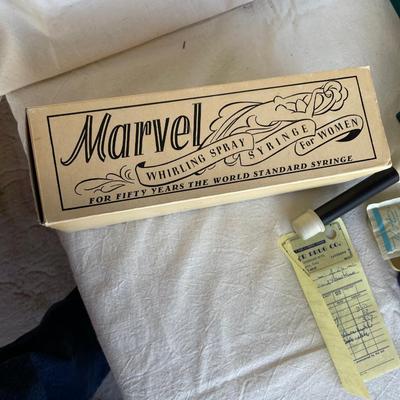 Marvel
WHIRLING SPRAY
SYRINGE
For WOMEN
FOR FIFTY YEARS THE WORLD STANDARD SYRINGE
DRUG CO.